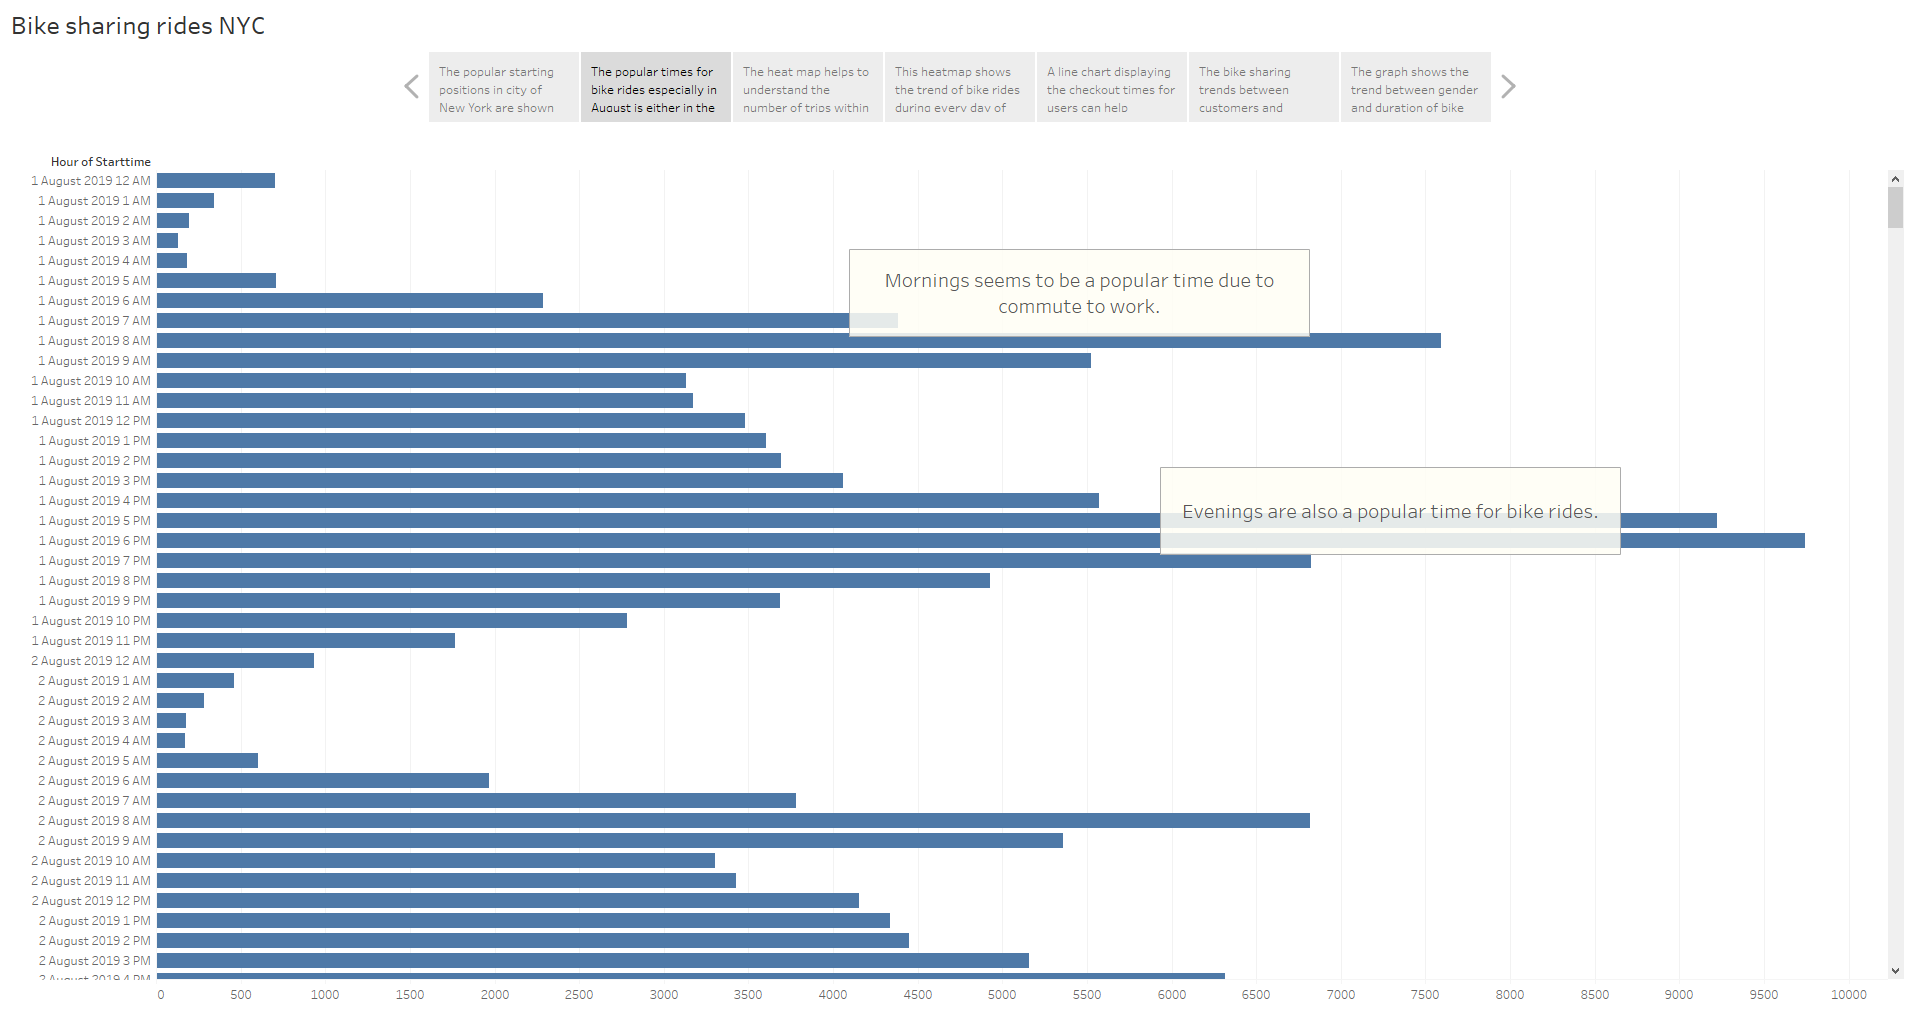 Bike sharing rides NYC
The popular starting
positions in city of
New York are shown
The popular times for
bike rides especially in
August is either in the
The heat map helps to
understand the
number of trips within
This heatmap shows
the trend of bike rides
during every day of
A line chart displaying
the checkout times for
users can help
The bike sharing
trends between
customers and
The graph shows the
trend between gender
and duration of bike
Hour of Starttime
1 August 2019 12 AM
1 August 2019 1 AM
1 August 2019 2 AM
1 August 2019 3 AM
1 August 2019 4 AM
1 August 2019 5 AM
1 August 2019 6 AM
1 August 2019 7 AM
1 August 2019 8 AM
1 August 2019 9 AM
1 August 2019 10 AM
1 August 2019 11 AM
1 August 2019 12 PM
1 August 2019 1 PM
1 August 2019 2 PM
1 August 2019 3 PM
1 August 2019 4 PM
1 August 2019 5 PM
1 August 2019 6 PM
1 August 2019 7 PM
1 August 2019 8 PM
1 August 2019 9 PM
1 August 2019 10 PM
1 August 2019 11 PM
2 August 2019 12 AM
2 August 2019 1 AM
2 August 2019 2 AM
2 August 2019 3 AM
2 August 2019 4 AM
2 August 2019 5 AM
2 August 2019 6 AM
2 August 2019 7 AM
2 August 2019 8 AM
2 August 2019 9 AM
2 August 2019 10 AM
2 August 2019 11 AM
2 August 2019 12 PM
2 August 2019 1 PM
2 August 2019 2 PM
2 August 2019 3 PM
2 August 2019 4 PM
Mornings seems to be a popular time due to
commute to work.
Evenings are also a popular time for bike rides.
0 500 1000 1500 2000 2500 3000 3500 4000 4500 5000 5500 6000 6500 7000 7500 8000 8500 9000 9500 10000